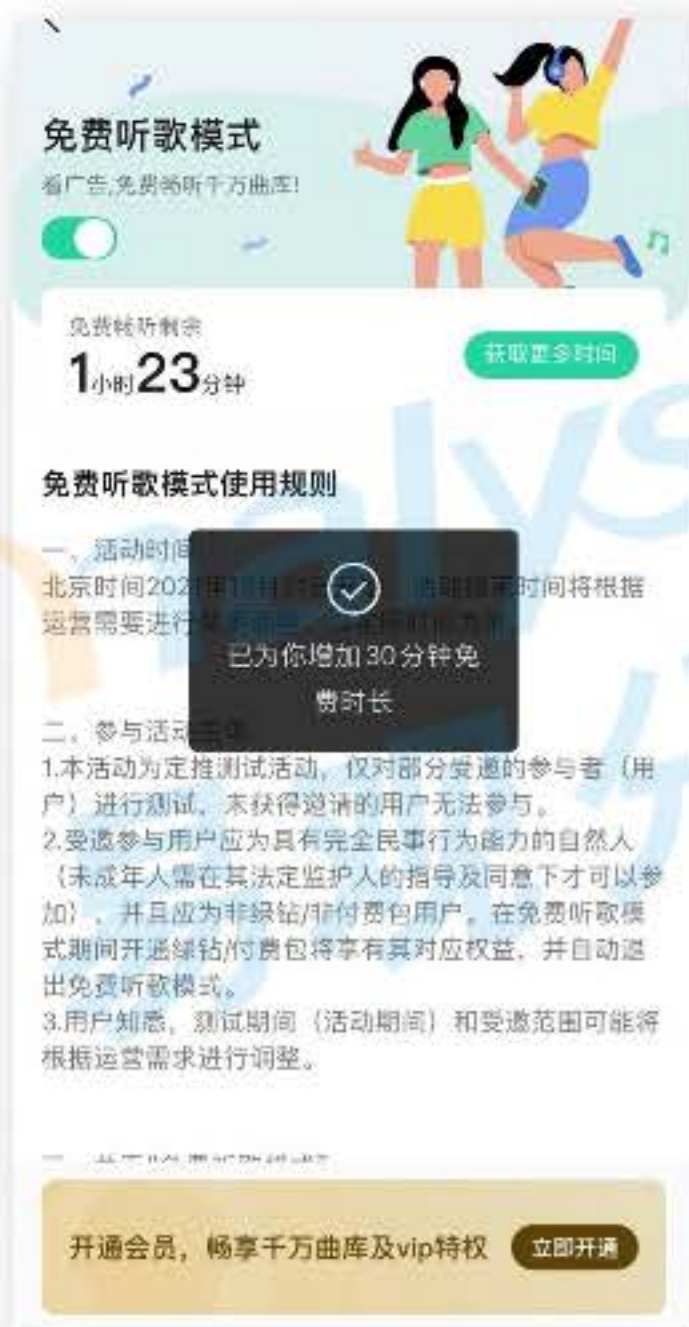 免费听歌模式
看广告,免费畅听千万曲库!
免费畅听剩余
1小时23分钟
获取更多时间
免费听歌模式使用规则
一、活动时间
北京时间2021年 时间将根据
运营需要进行
已为你增加30分钟免
费时长
二、参与活动
1.本活动为定推测试活动，仅对部分受邀的参与者（用
户）进行测试，未获得邀请的用户无法参与。
2.受邀参与用户应为具有完全民事行为能力的自然人
（未成年人需在其法定监护人的指导及同意下才可以参
加），并且应为非绿钻/非付费包用户。在免费听歌模
式期间开通绿钻/付费包将享有其对应权益，并自动退
出免费听歌模式。
3.用户知悉，测试期间（活动期间）和受邀范围可能将
根据运营需求进行调整。
开通会员，畅享千万曲库及vip特权
立即开通